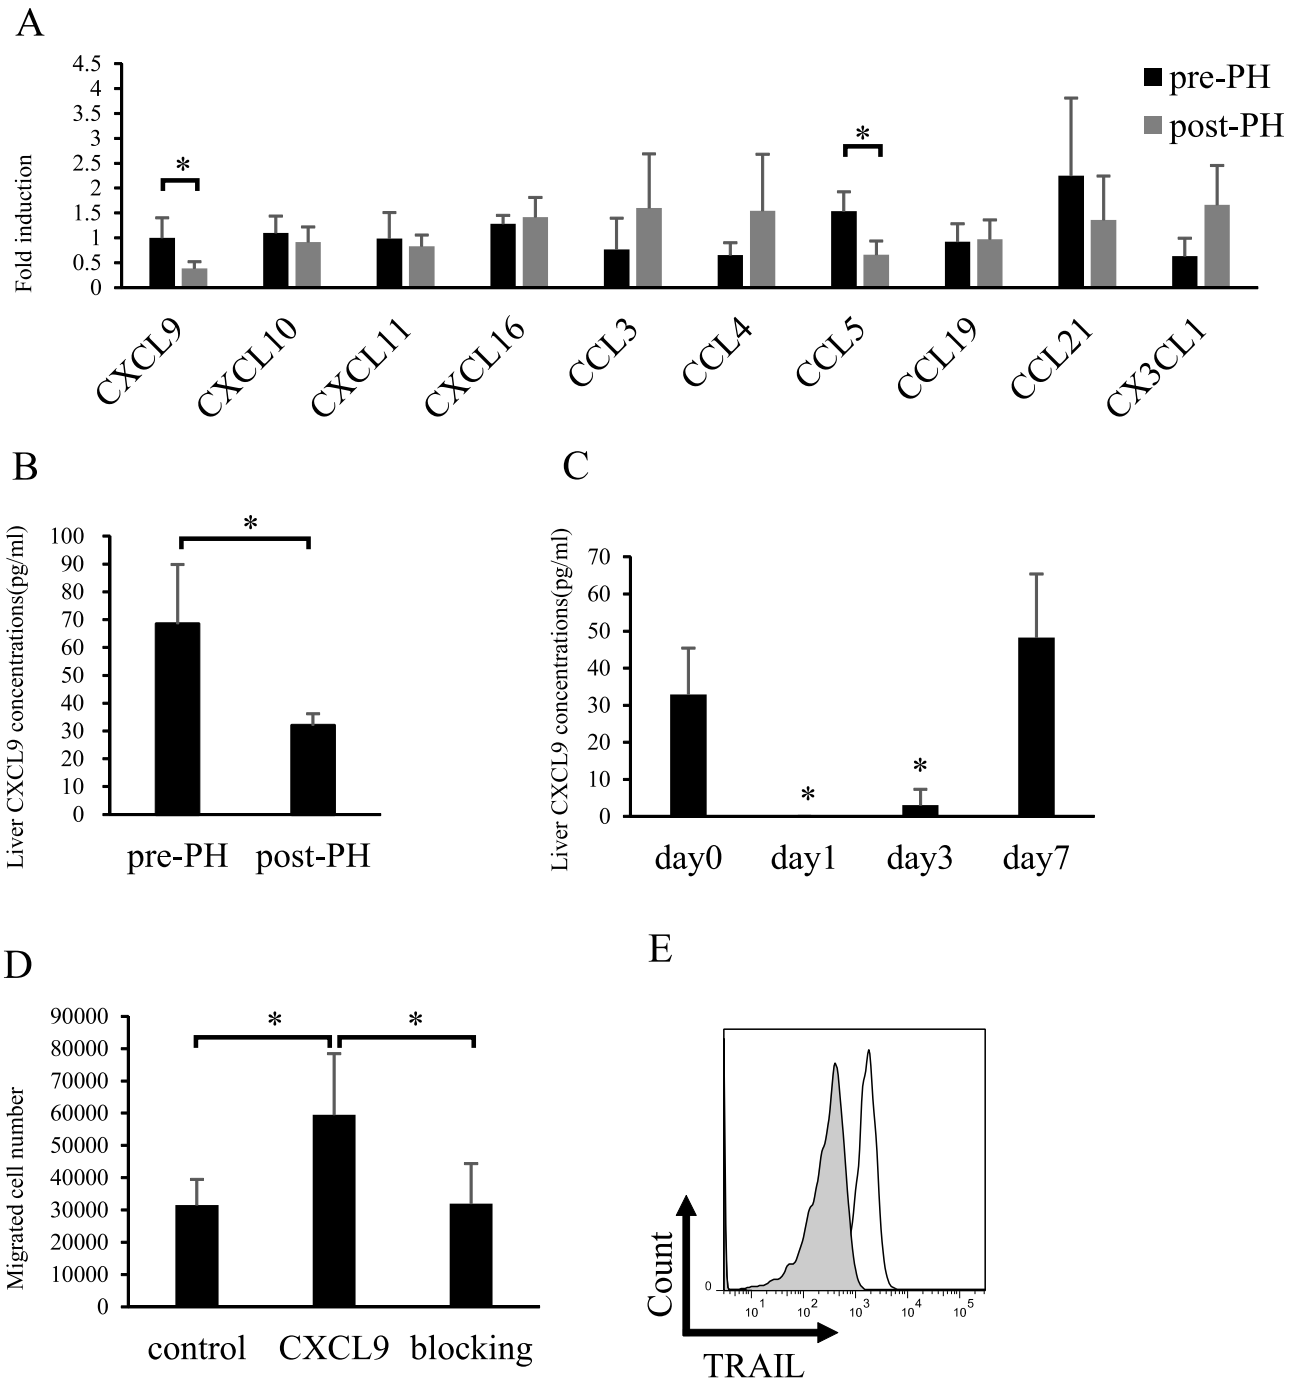 A
4.5
4
3.5
3
2.5
2
1.5
1
0.5
0
Fold induction
*
*
pre-PH
post-PH
CXCL9
CXCL10
CXCL11
CXCL16
CCL3
CCL4
CCL5
CCL19
CCL21
CX3CL1
B
Liver CXCL9 concentrations(pg/ml)
100
90
80
70
60
50
40
30
20
10
0
*
pre-PH
post-PH
C
Liver CXCL9 concentrations(pg/ml)
70
60
50
40
30
20
10
0
*
*
day0
day1
day3
day7
D
Migrated cell number
90000
80000
70000
60000
50000
40000
30000
20000
10000
0
*
*
control
CXCL9
blocking
E
Count
0
10¹
10²
10³
10⁴
10⁵
TRAIL